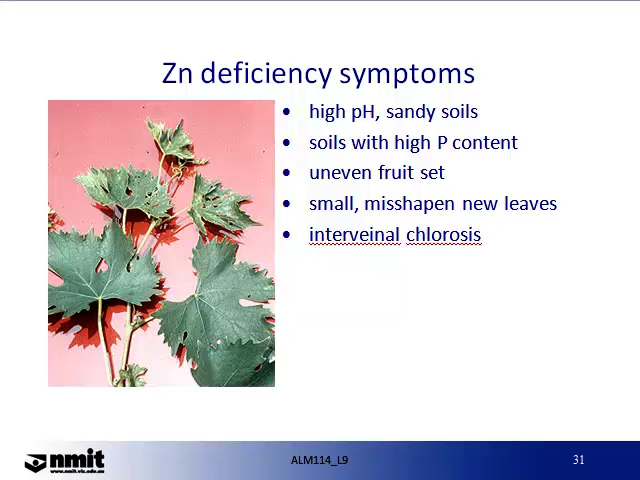 Zn deficiency symptoms
• high pH, sandy soils
• soils with high P content
• uneven fruit set
• small, misshapen new leaves
• interveinal chlorosis
nmit
www.nmit.vic.edu.au
ALM114_L9
31